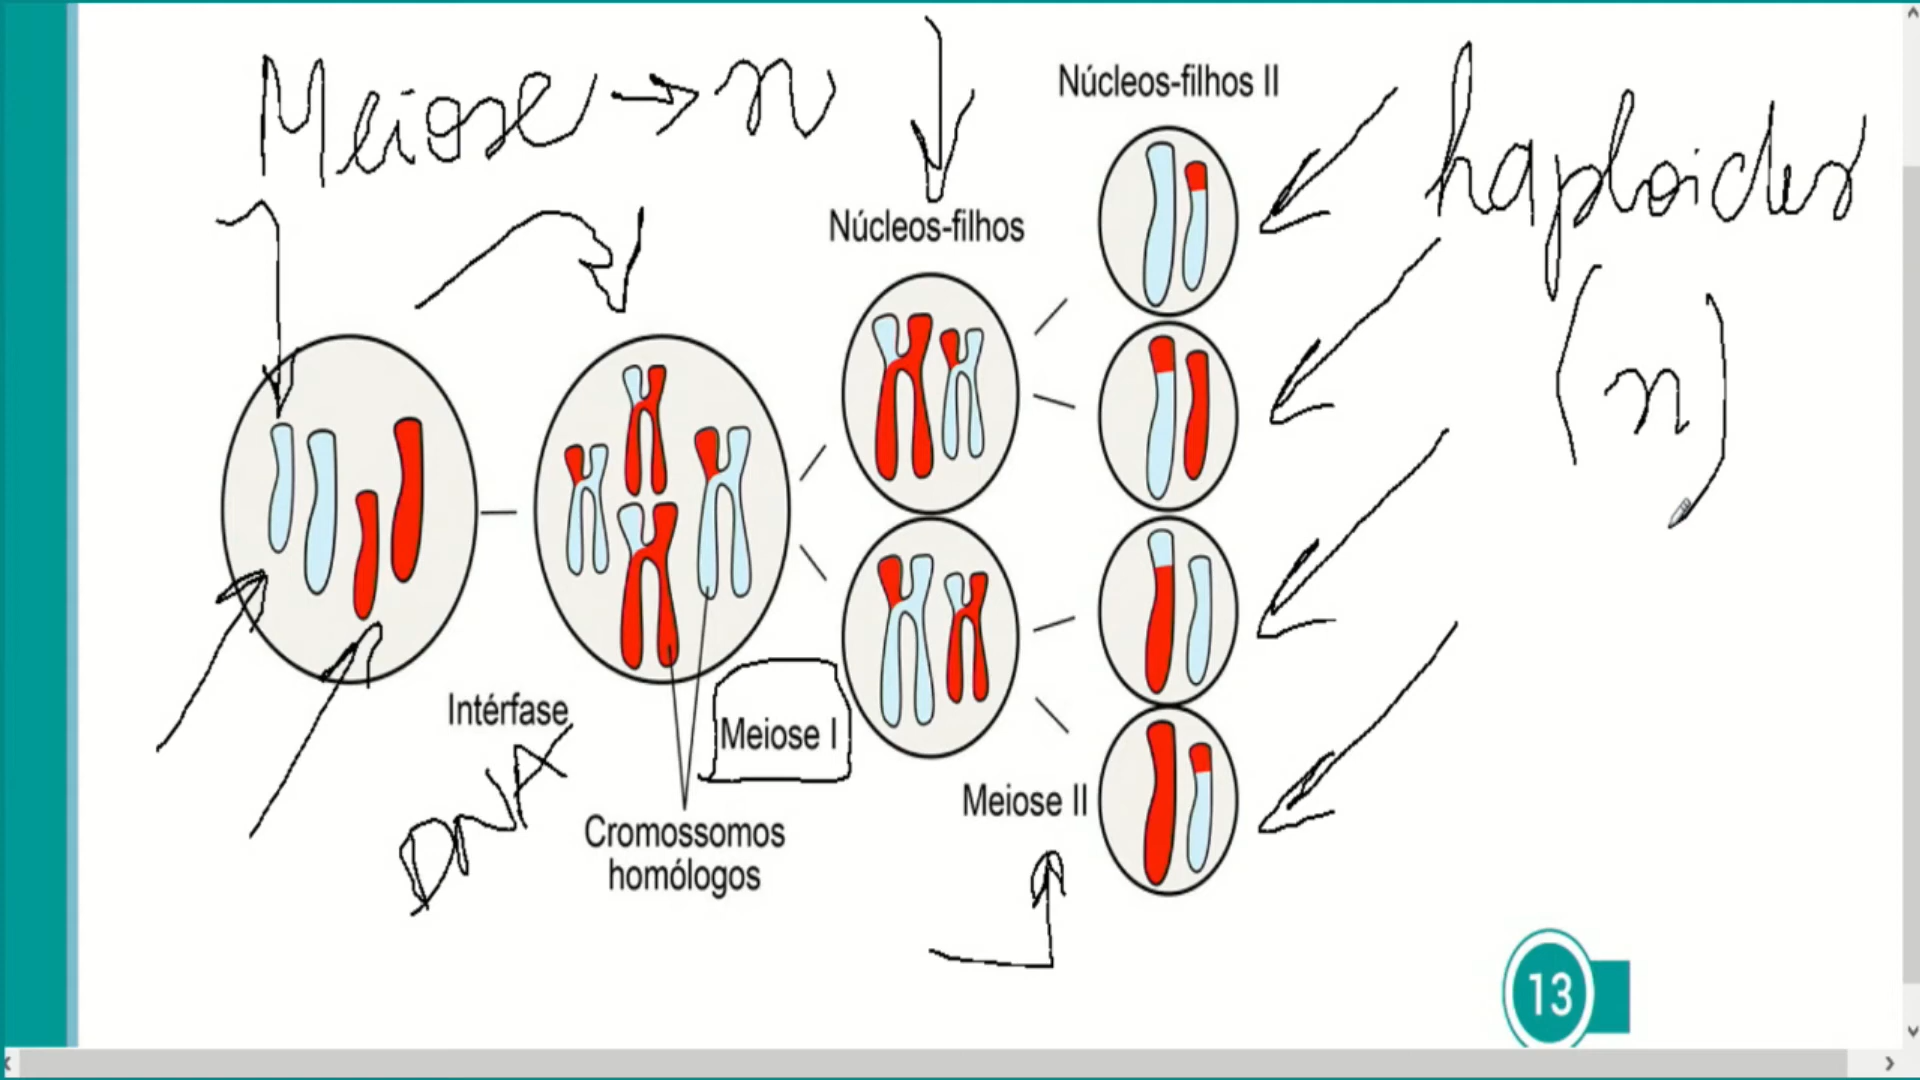 Meiose → n
Núcleos-filhos II
haploides
(n)
Núcleos-filhos
Intérfase
DNA
Meiose I
Cromossomos
homólogos
Meiose II
13